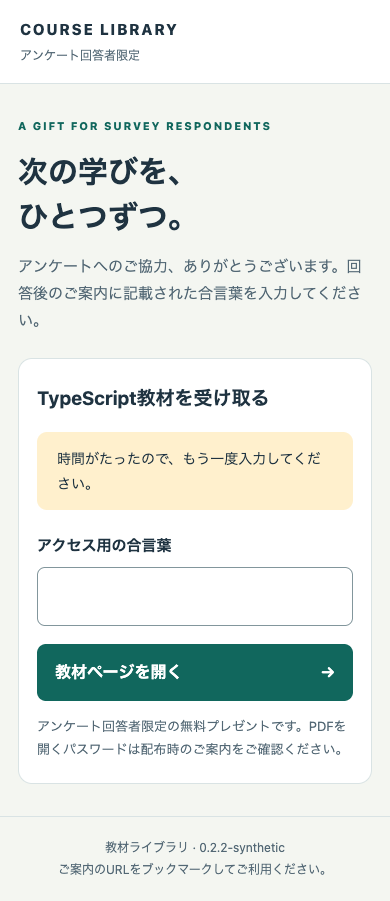 COURSE LIBRARY
アンケート回答者限定
A GIFT FOR SURVEY RESPONDENTS
次の学びを、
ひとつずつ。
アンケートへのご協力、ありがとうございます。回
答後のご案内に記載された合言葉を入力してくださ
い。
TypeScript教材を受け取る
時間がたったので、もう一度入力してくだ
さい。
アクセス用の合言葉
教材ページを開く →
アンケート回答者限定の無料プレゼントです。PDFを
開くパスワードは配布時のご案内をご確認ください。
教材ライブラリ · 0.2.2-synthetic
ご案内のURLをブックマークしてご利用ください。